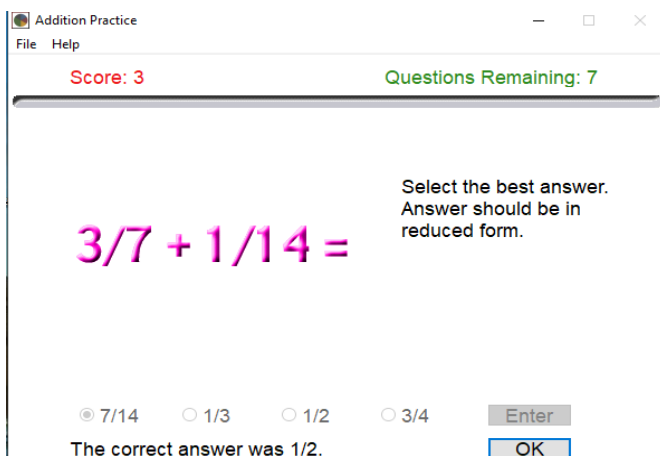 Addition Practice
File Help
Score: 3 Questions Remaining: 7
Select the best answer.
Answer should be in
reduced form.
3/7 + 1/14 =
7/14 1/3 1/2 3/4 Enter
The correct answer was 1/2. OK